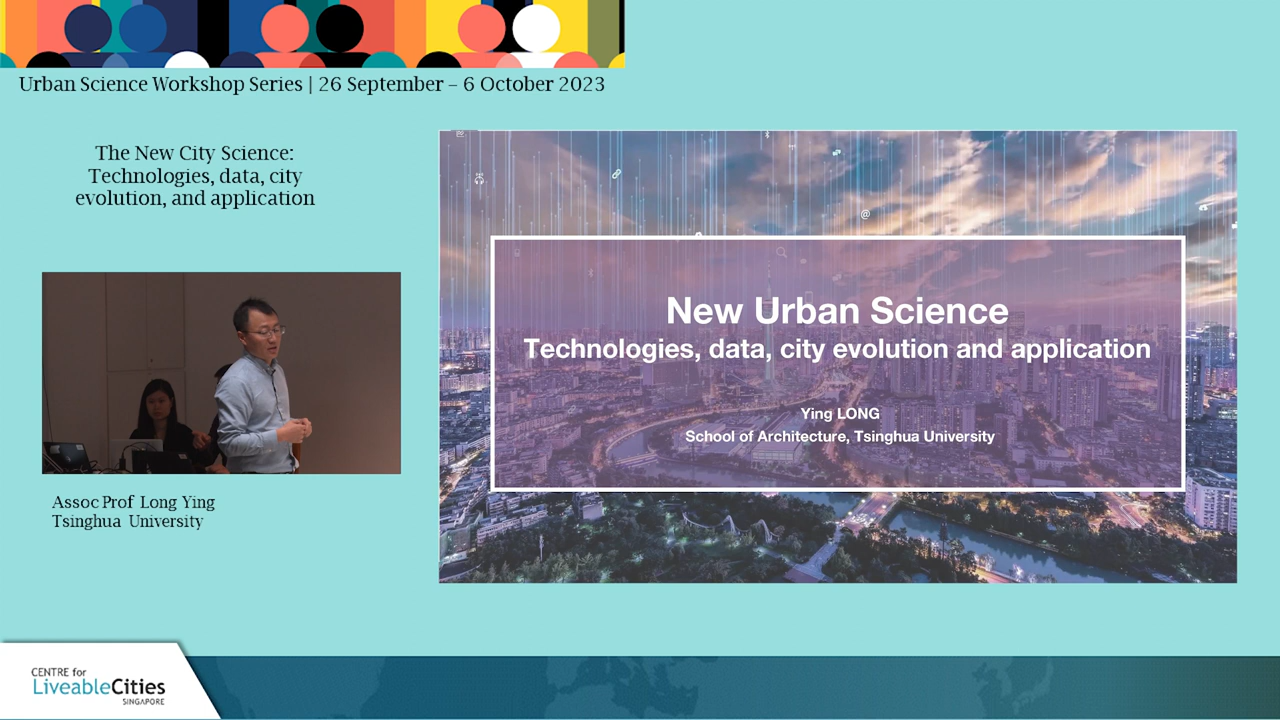 Urban Science Workshop Series | 26 September – 6 October 2023
The New City Science:
Technologies, data, city
evolution, and application
New Urban Science
Technologies, data, city evolution and application
Ying LONG
School of Architecture, Tsinghua University
Assoc Prof Long Ying
Tsinghua University
CENTRE for
LiveableCities
SINGAPORE